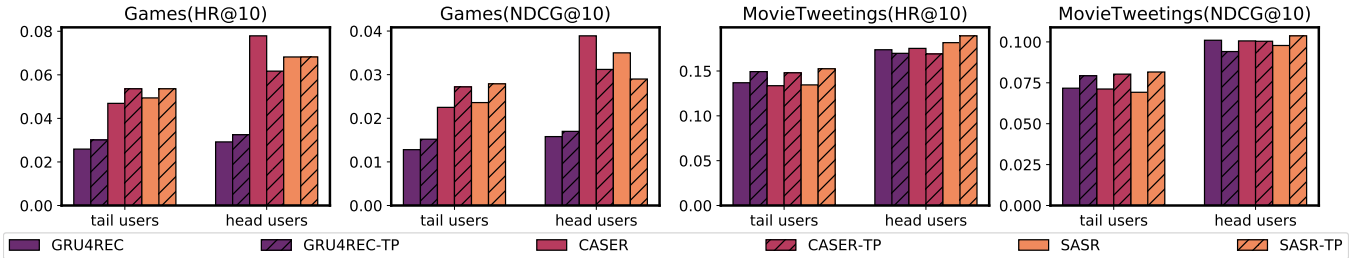 Games(HR@10)
0.08
0.06
0.04
0.02
0.00
tail users head users
Games(NDCG@10)
0.04
0.03
0.02
0.01
0.00
tail users head users
MovieTweetings(HR@10)
0.15
0.10
0.05
0.00
tail users head users
MovieTweetings(NDCG@10)
0.100
0.075
0.050
0.025
0.000
tail users head users
GRU4REC GRU4REC-TP CASER CASER-TP SASR SASR-TP